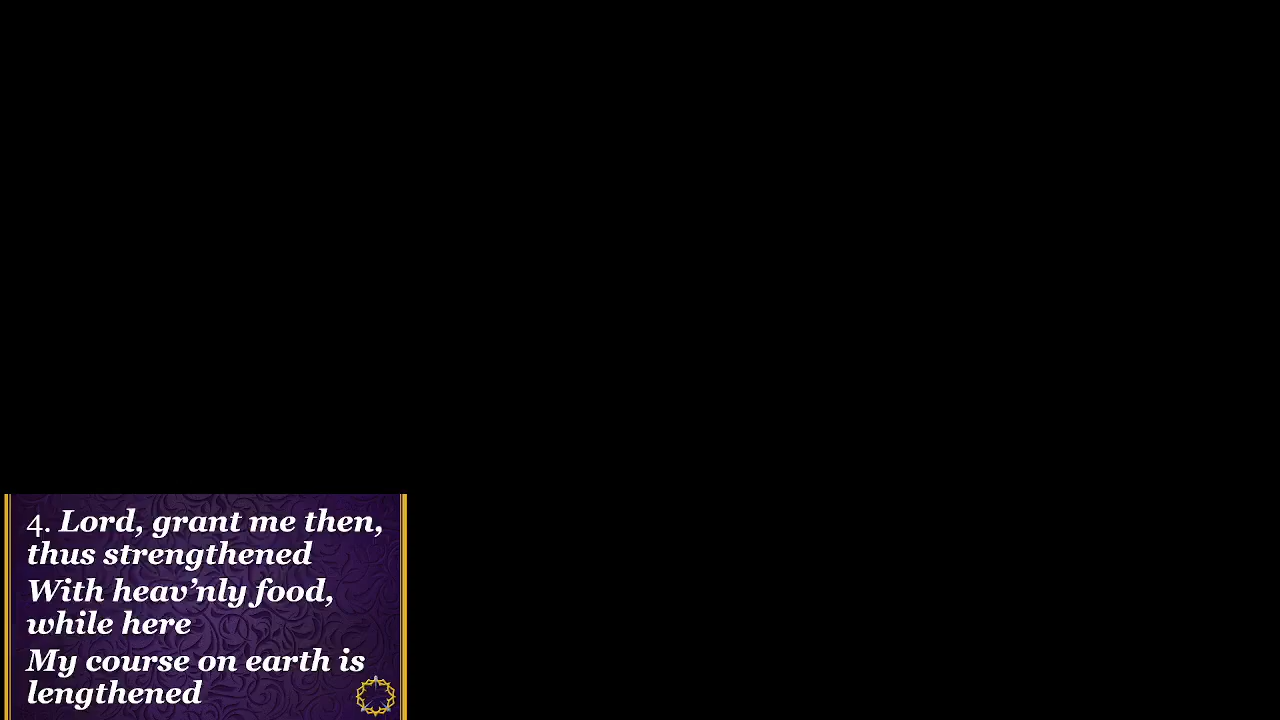 4. Lord, grant me then,
thus strengthened
With heav’nly food,
while here
My course on earth is
lengthened